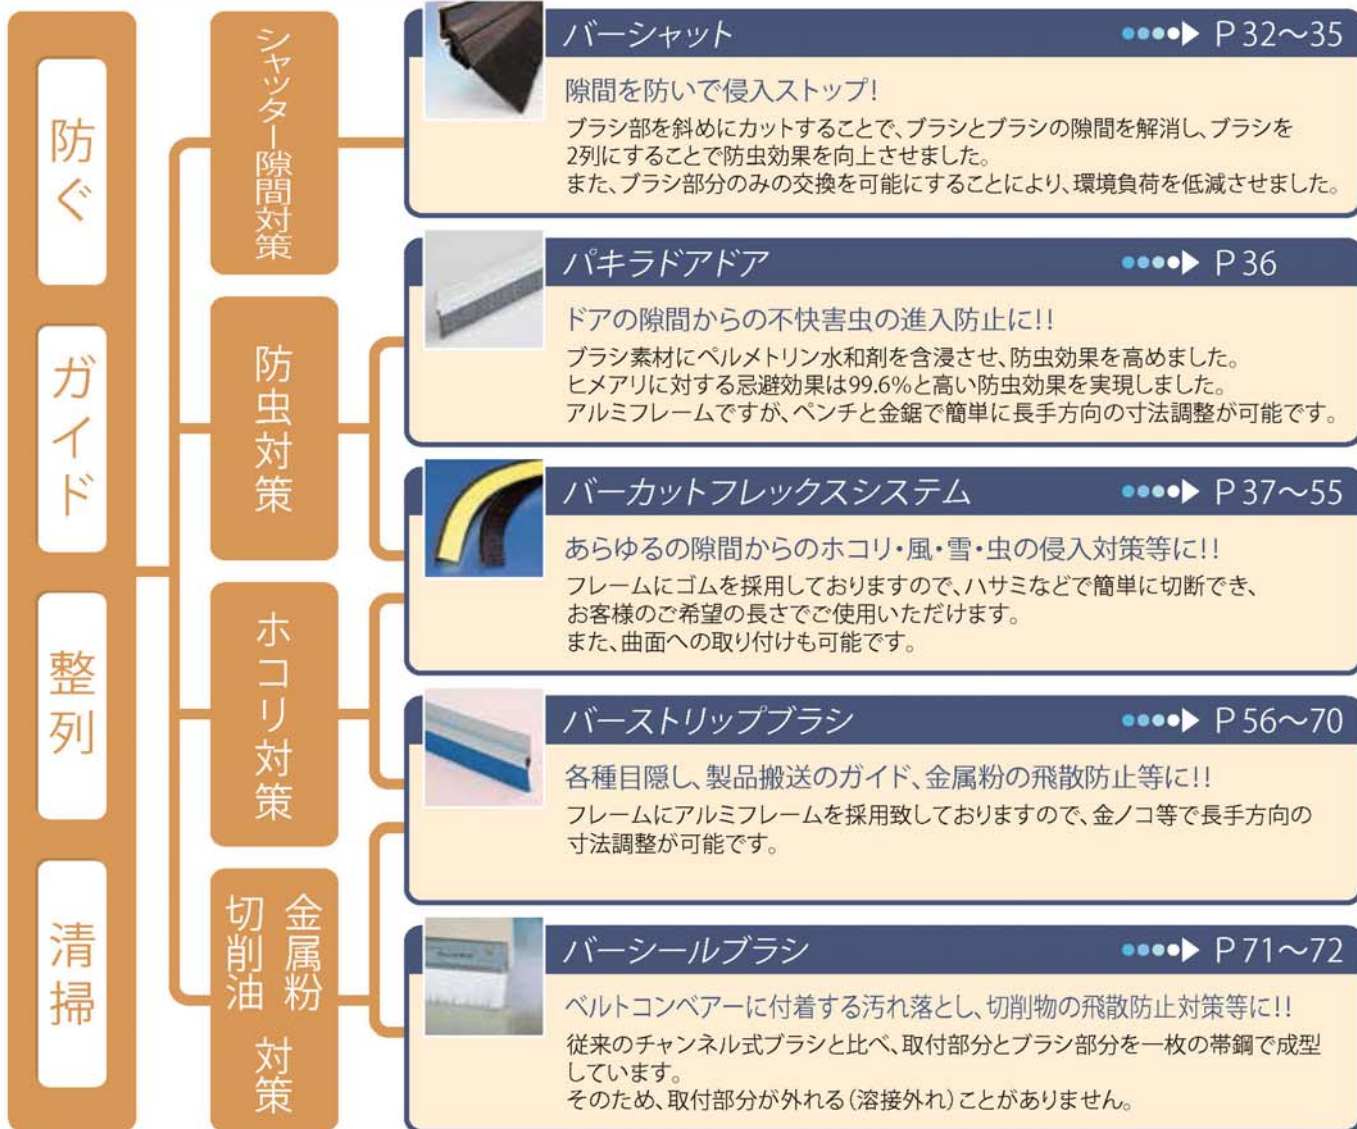 防ぐ
ガイド
整列
清掃
シャッター隙間対策
防虫対策
ホコリ対策
金属粉
切削油
対策
バーシャット P32～35
隙間を防いで侵入ストップ!
ブラシ部を斜めにカットすることで、ブラシとブラシの隙間を解消し、ブラシを
2列にすることで防虫効果を向上させました。
また、ブラシ部分のみの交換を可能にすることにより、環境負荷を低減させました。
パキラドアドア P36
ドアの隙間からの不快害虫の進入防止に!!
ブラシ素材にペルメトリン水和剤を含浸させ、防虫効果を高めました。
ヒメアリに対する忌避効果は99.6%と高い防虫効果を実現しました。
アルミフレームですが、ペンチと金鋸で簡単に長手方向の寸法調整が可能です。
バーカットフレックスシステム P37～55
あらゆるの隙間からのホコリ・風・雪・虫の侵入対策等に!!
フレームにゴムを採用しておりますので、ハサミなどで簡単に切断でき、
お客様のご希望の長さでご使用いただけます。
また、曲面への取り付けも可能です。
バーストリップブラシ P56～70
各種目隠し、製品搬送のガイド、金属粉の飛散防止等に!!
フレームにアルミフレームを採用致しておりますので、金ノコ等で長手方向の
寸法調整が可能です。
バーシールブラシ P71～72
ベルトコンベアーに付着する汚れ落とし、切削物の飛散防止対策等に!!
従来のチャンネル式ブラシと比べ、取付部分とブラシ部分を一枚の帯鋼で成型
しています。
そのため、取付部分が外れる(溶接外れ)ことがありません。